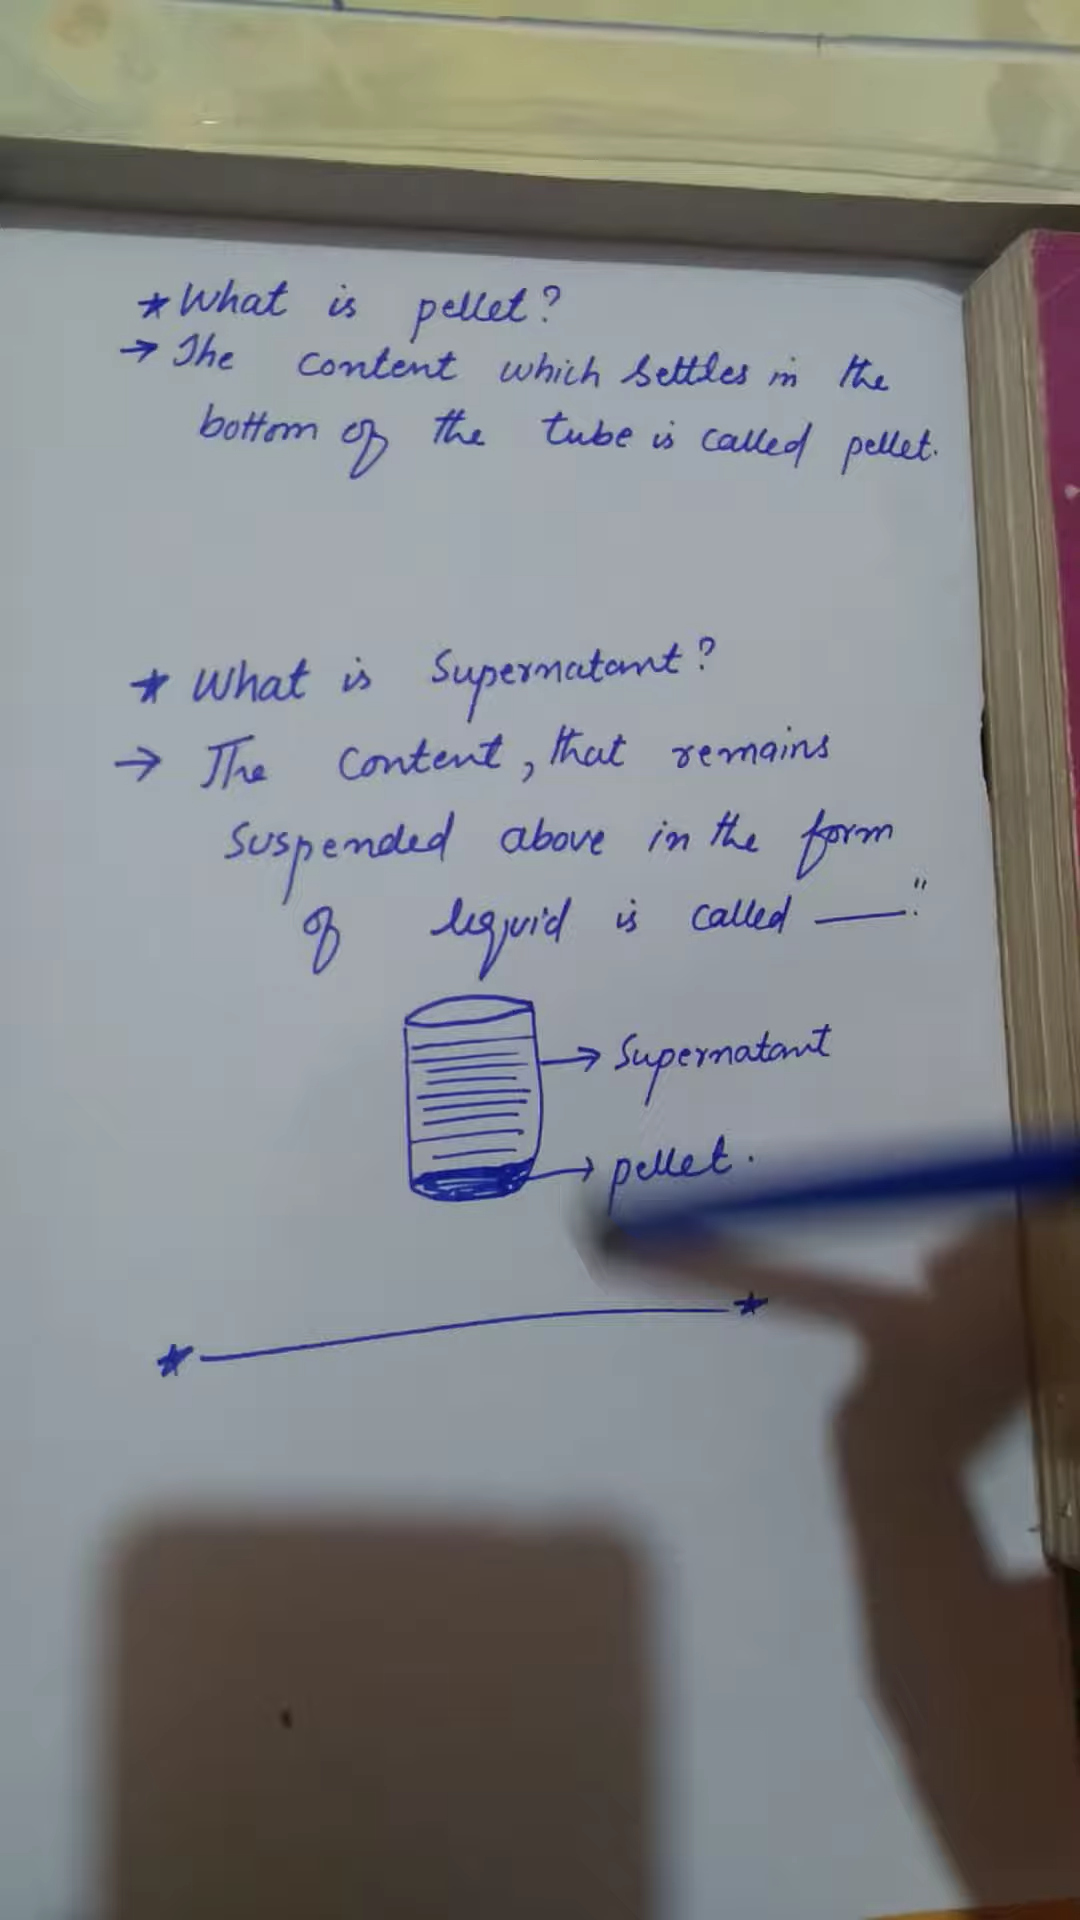 * What is pellet?
→ The content which settles in the
bottom of the tube is called pellet.
* What is Supernatant?
→ The content, that remains
suspended above in the form
of liquid is called ——."
→ Supernatant
→ pellet.